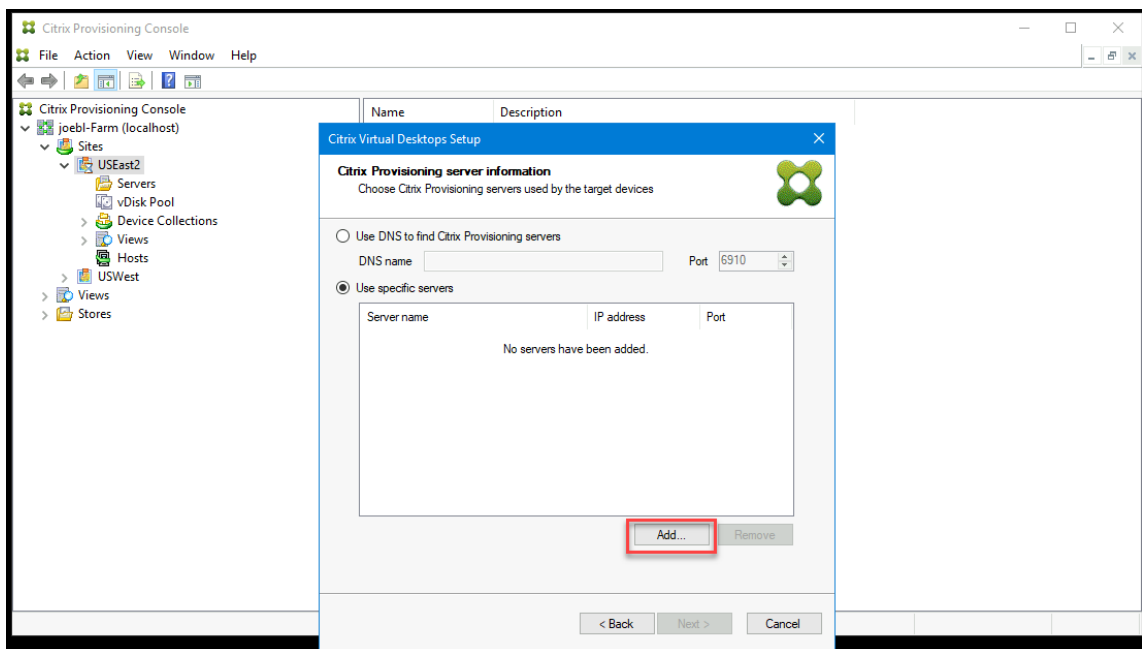 Citrix Provisioning Console
File Action View Window Help
Citrix Provisioning Console
joebl-Farm (localhost)
Sites
USEast2
Servers
vDisk Pool
Device Collections
Views
Hosts
USWest
Views
Stores
Name Description
Citrix Virtual Desktops Setup
Citrix Provisioning server information
Choose Citrix Provisioning servers used by the target devices
Use DNS to find Citrix Provisioning servers
DNS name Port 6910
Use specific servers
Server name IP address Port
No servers have been added.
Add... Remove
< Back Next > Cancel